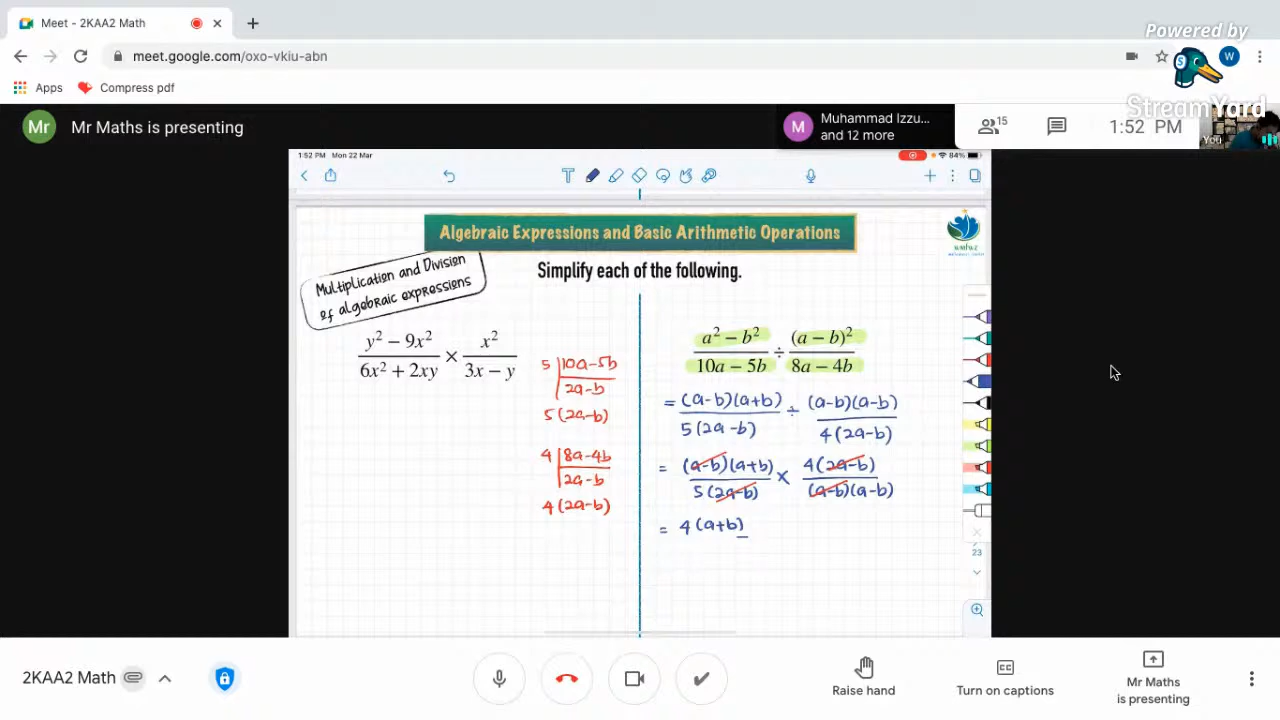 Meet - 2KAA2 Math
meet.google.com/oxo-vkiu-abn
W
Powered by
Apps
Compress pdf
StreamYard
Mr
Mr Maths is presenting
M
Muhammad Izzu...
and 12 more
15
1:52 PM
You
1:52 PM Mon 22 Mar
84%
T
Algebraic Expressions and Basic Arithmetic Operations
Multiplication and Division
of algebraic expressions
Simplify each of the following.
(y² − 9x²)/(6x² + 2xy) × x²/(3x − y)
5 | 10a-5b
2a-b
5(2a-b)
4 | 8a-4b
2a-b
4(2a-b)
(a² − b²)/(10a − 5b) ÷ (a − b)²/(8a − 4b)
= (a-b)(a+b)/5(2a-b) ÷ (a-b)(a-b)/4(2a-b)
= (a-b)(a+b)/5(2a-b) × 4(2a-b)/(a-b)(a-b)
= 4(a+b)
23
2KAA2 Math
Raise hand
Turn on captions
Mr Maths
is presenting